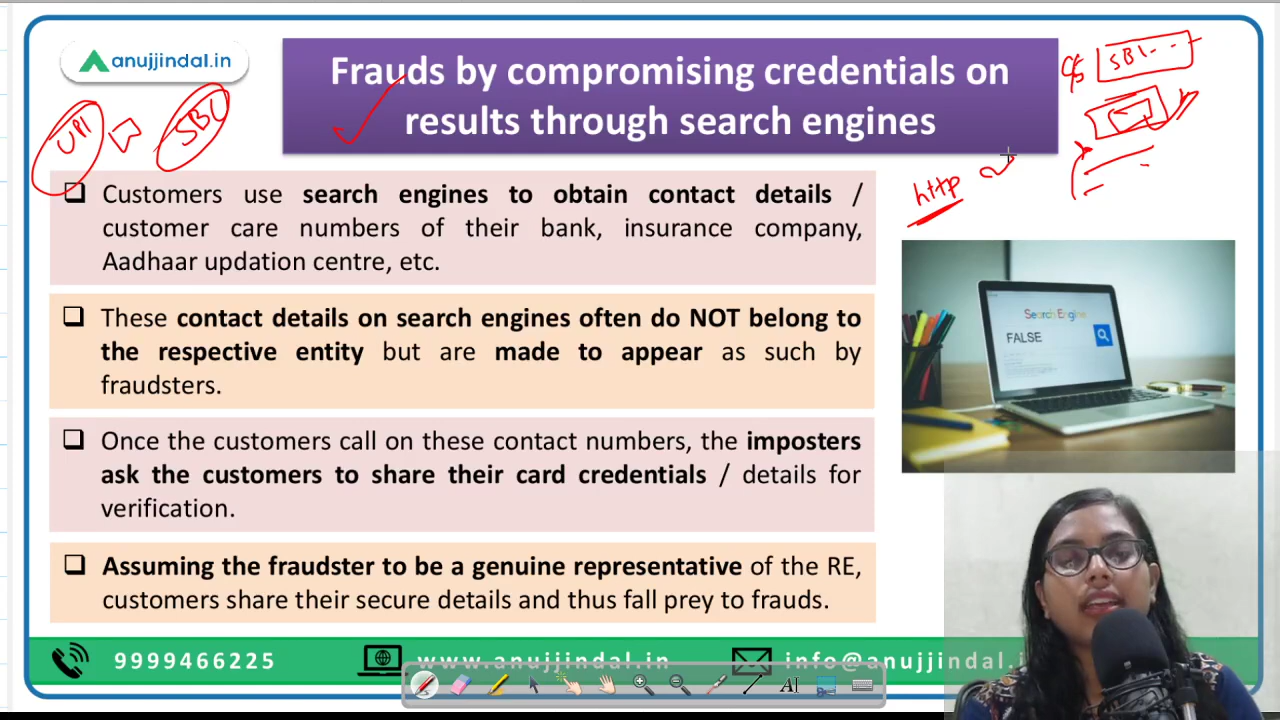 anujjindal.in
Frauds by compromising credentials on
results through search engines
SBI...
UPI
SBI
http
Customers use search engines to obtain contact details /
customer care numbers of their bank, insurance company,
Aadhaar updation centre, etc.
These contact details on search engines often do NOT belong to
the respective entity but are made to appear as such by
fraudsters.
Once the customers call on these contact numbers, the imposters
ask the customers to share their card credentials / details for
verification.
Assuming the fraudster to be a genuine representative of the RE,
customers share their secure details and thus fall prey to frauds.
Search Engine
FALSE
9999466225
www.anujjindal.in
info@anujjindal.i
AI